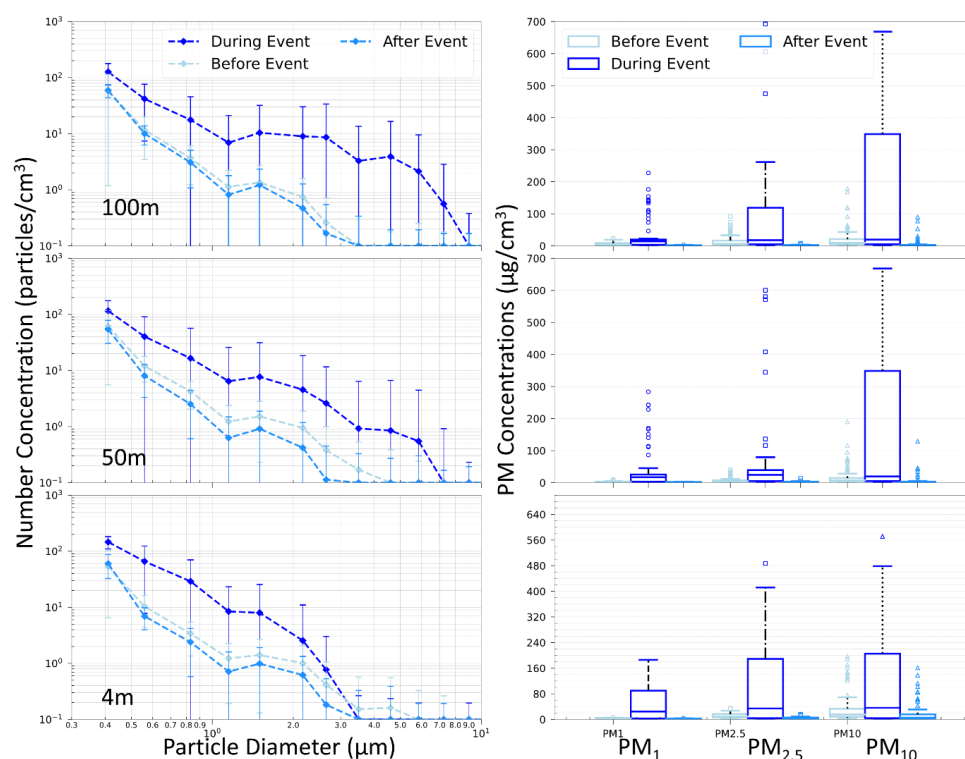 Number Concentration (particles/cm³)
10³
10²
10¹
10⁰
10⁻¹
During Event
After Event
Before Event
100m
10³
10²
10¹
10⁰
10⁻¹
50m
10³
10²
10¹
10⁰
10⁻¹
4m
0.3 0.4 0.5 0.6 0.7 0.8 0.9 10⁰ 2.0 3.0 4.0 5.0 6.0 7.0 8.0 9.0 10¹
Particle Diameter (μm)
PM Concentrations (μg/cm³)
700
600
500
400
300
200
100
0
Before Event
After Event
During Event
700
600
500
400
300
200
100
0
640
560
480
400
320
240
160
80
0
PM1 PM2.5 PM10
PM₁ PM₂.₅ PM₁₀